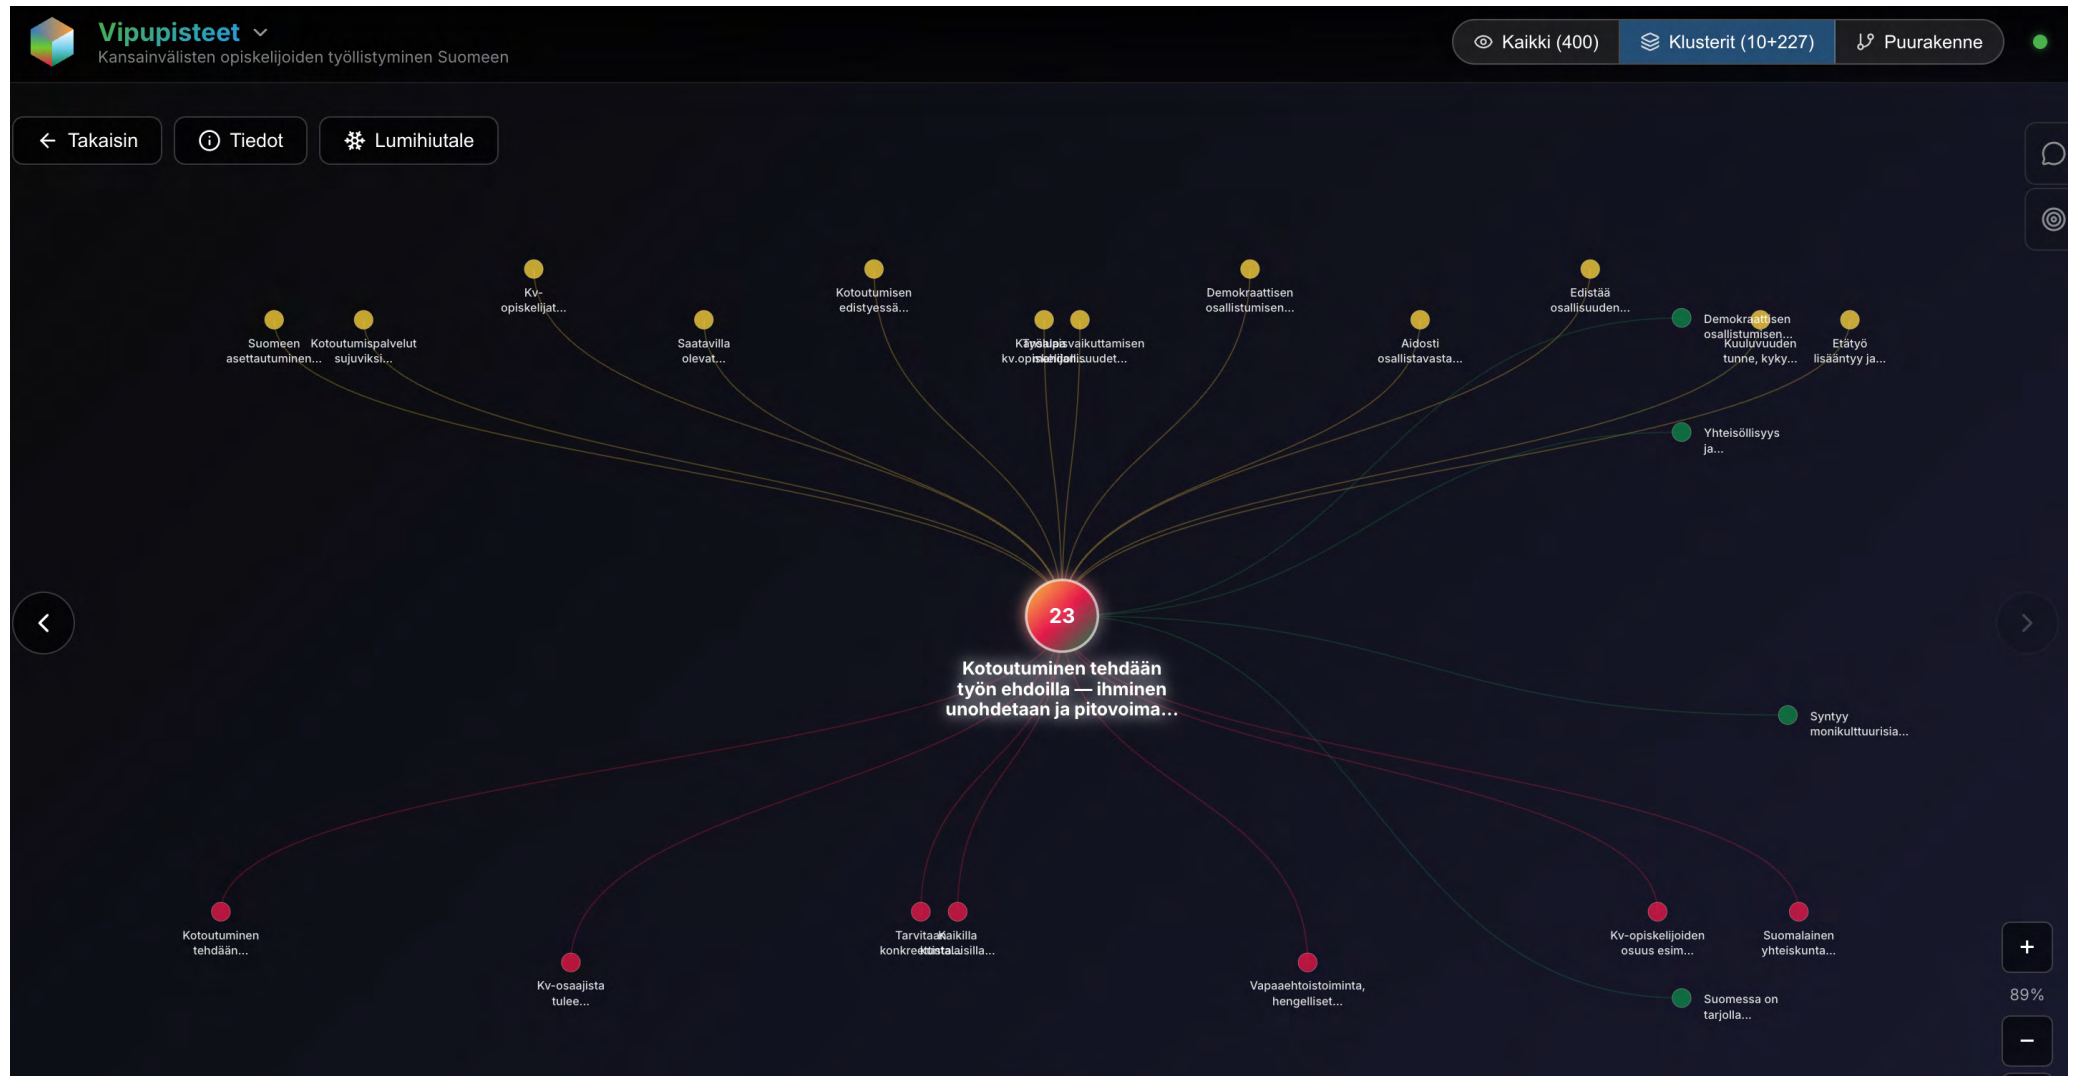 Vipupisteet
Kansainvälisten opiskelijoiden työllistyminen Suomeen
Kaikki (400)
Klusterit (10+227)
Puurakenne
Takaisin
Tiedot
Lumihiutale
Kv-
opiskelijat...
Kotoutumisen
edistyessä...
Demokraattisen
osallistumisen...
Edistää
osallisuuden...
Suomeen
asettautuminen...
Kotoutumispalvelut
sujuviksi...
Saatavilla
olevat...
Aidosti
osallistavasta...
Demokraattisen
osallistumisen...
Kuuluvuuden
tunne, kyky...
Etätyö
lisääntyy ja...
Yhteisöllisyys
ja...
23
Kotoutuminen tehdään
työn ehdoilla — ihminen
unohdetaan ja pitovoima...
Syntyy
monikulttuurisia...
Kotoutuminen
tehdään...
Kv-osaajista
tulee...
Kaikilla
Vapaaehtoistoiminta,
hengelliset...
Kv-opiskelijoiden
osuus esim...
Suomalainen
yhteiskunta...
Suomessa on
tarjolla...
89%